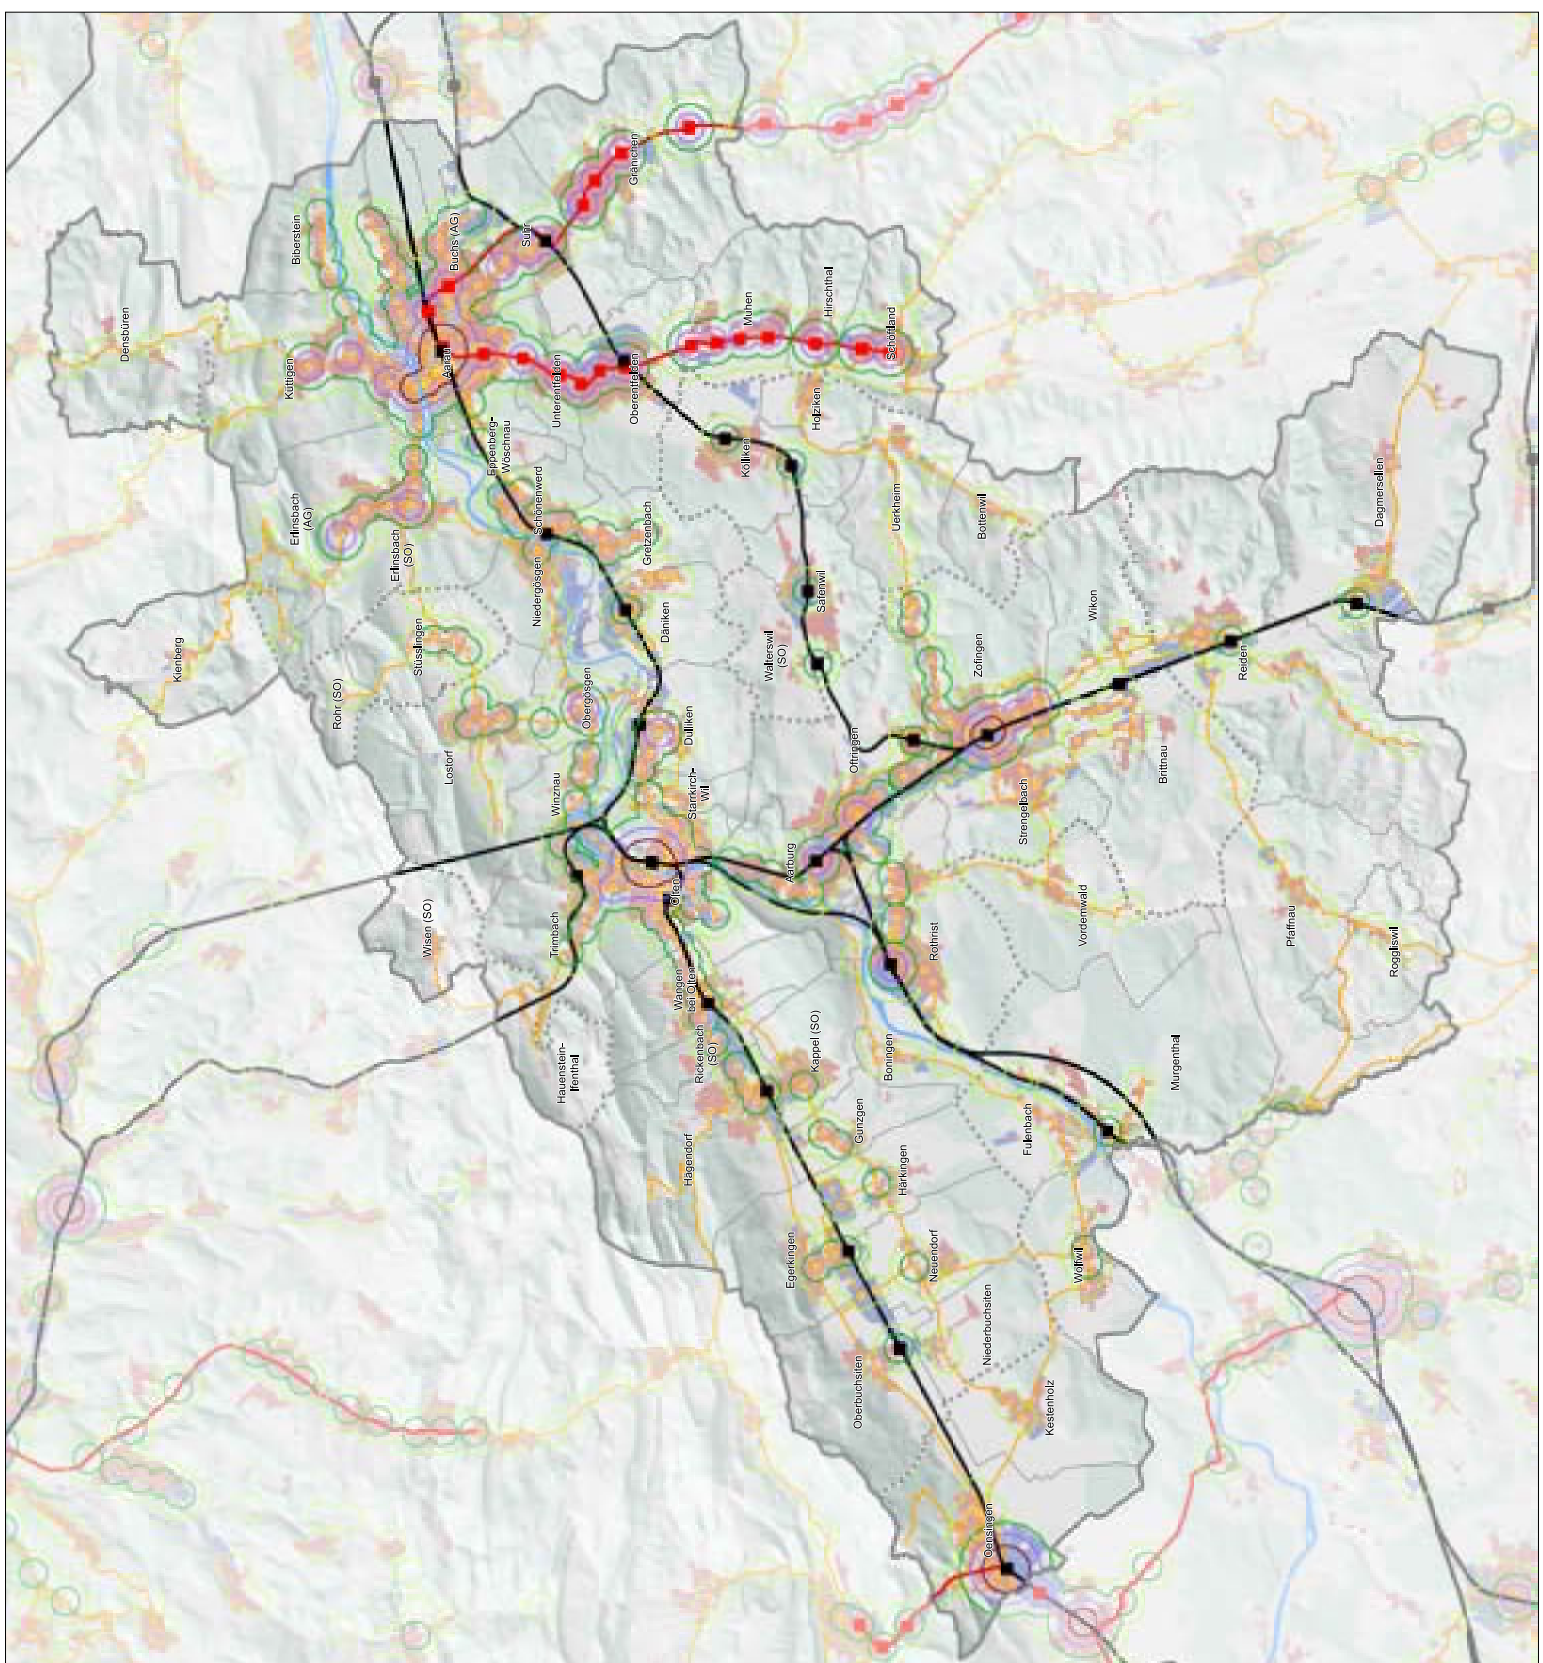 Densbüren
Biberstein
Küttigen
Buchs (AG)
Suhr
Gränichen
Aarau
Unterentfelden
Oberentfelden
Muhen
Hirschthal
Schöftland
Holziken
Kölliken
Eppenberg-
Wöschnau
Schönenwerd
Gretzenbach
Erlinsbach
(AG)
Erlinsbach
(SO)
Niedergösgen
Däniken
Kienberg
Stüsslingen
Rohr (SO)
Obergösgen
Dulliken
Lostorf
Winznau
Starrkirch-
Wil
Walterswil
(SO)
Safenwil
Uerkheim
Bottenwil
Dagmersellen
Wikon
Zofingen
Reiden
Oftringen
Brittnau
Strengelbach
Aarburg
Olten
Trimbach
Wisen (SO)
Vordemwald
Pfaffnau
Roggliswil
Rothrist
Wangen
bei Olten
Rickenbach
(SO)
Kappel (SO)
Boningen
Murgenthal
Hauenstein-
Ifenthal
Hägendorf
Gunzgen
Fulenbach
Härkingen
Egerkingen
Neuendorf
Wolfwil
Niederbuchsiten
Oberbuchsiten
Kestenholz
Oensingen